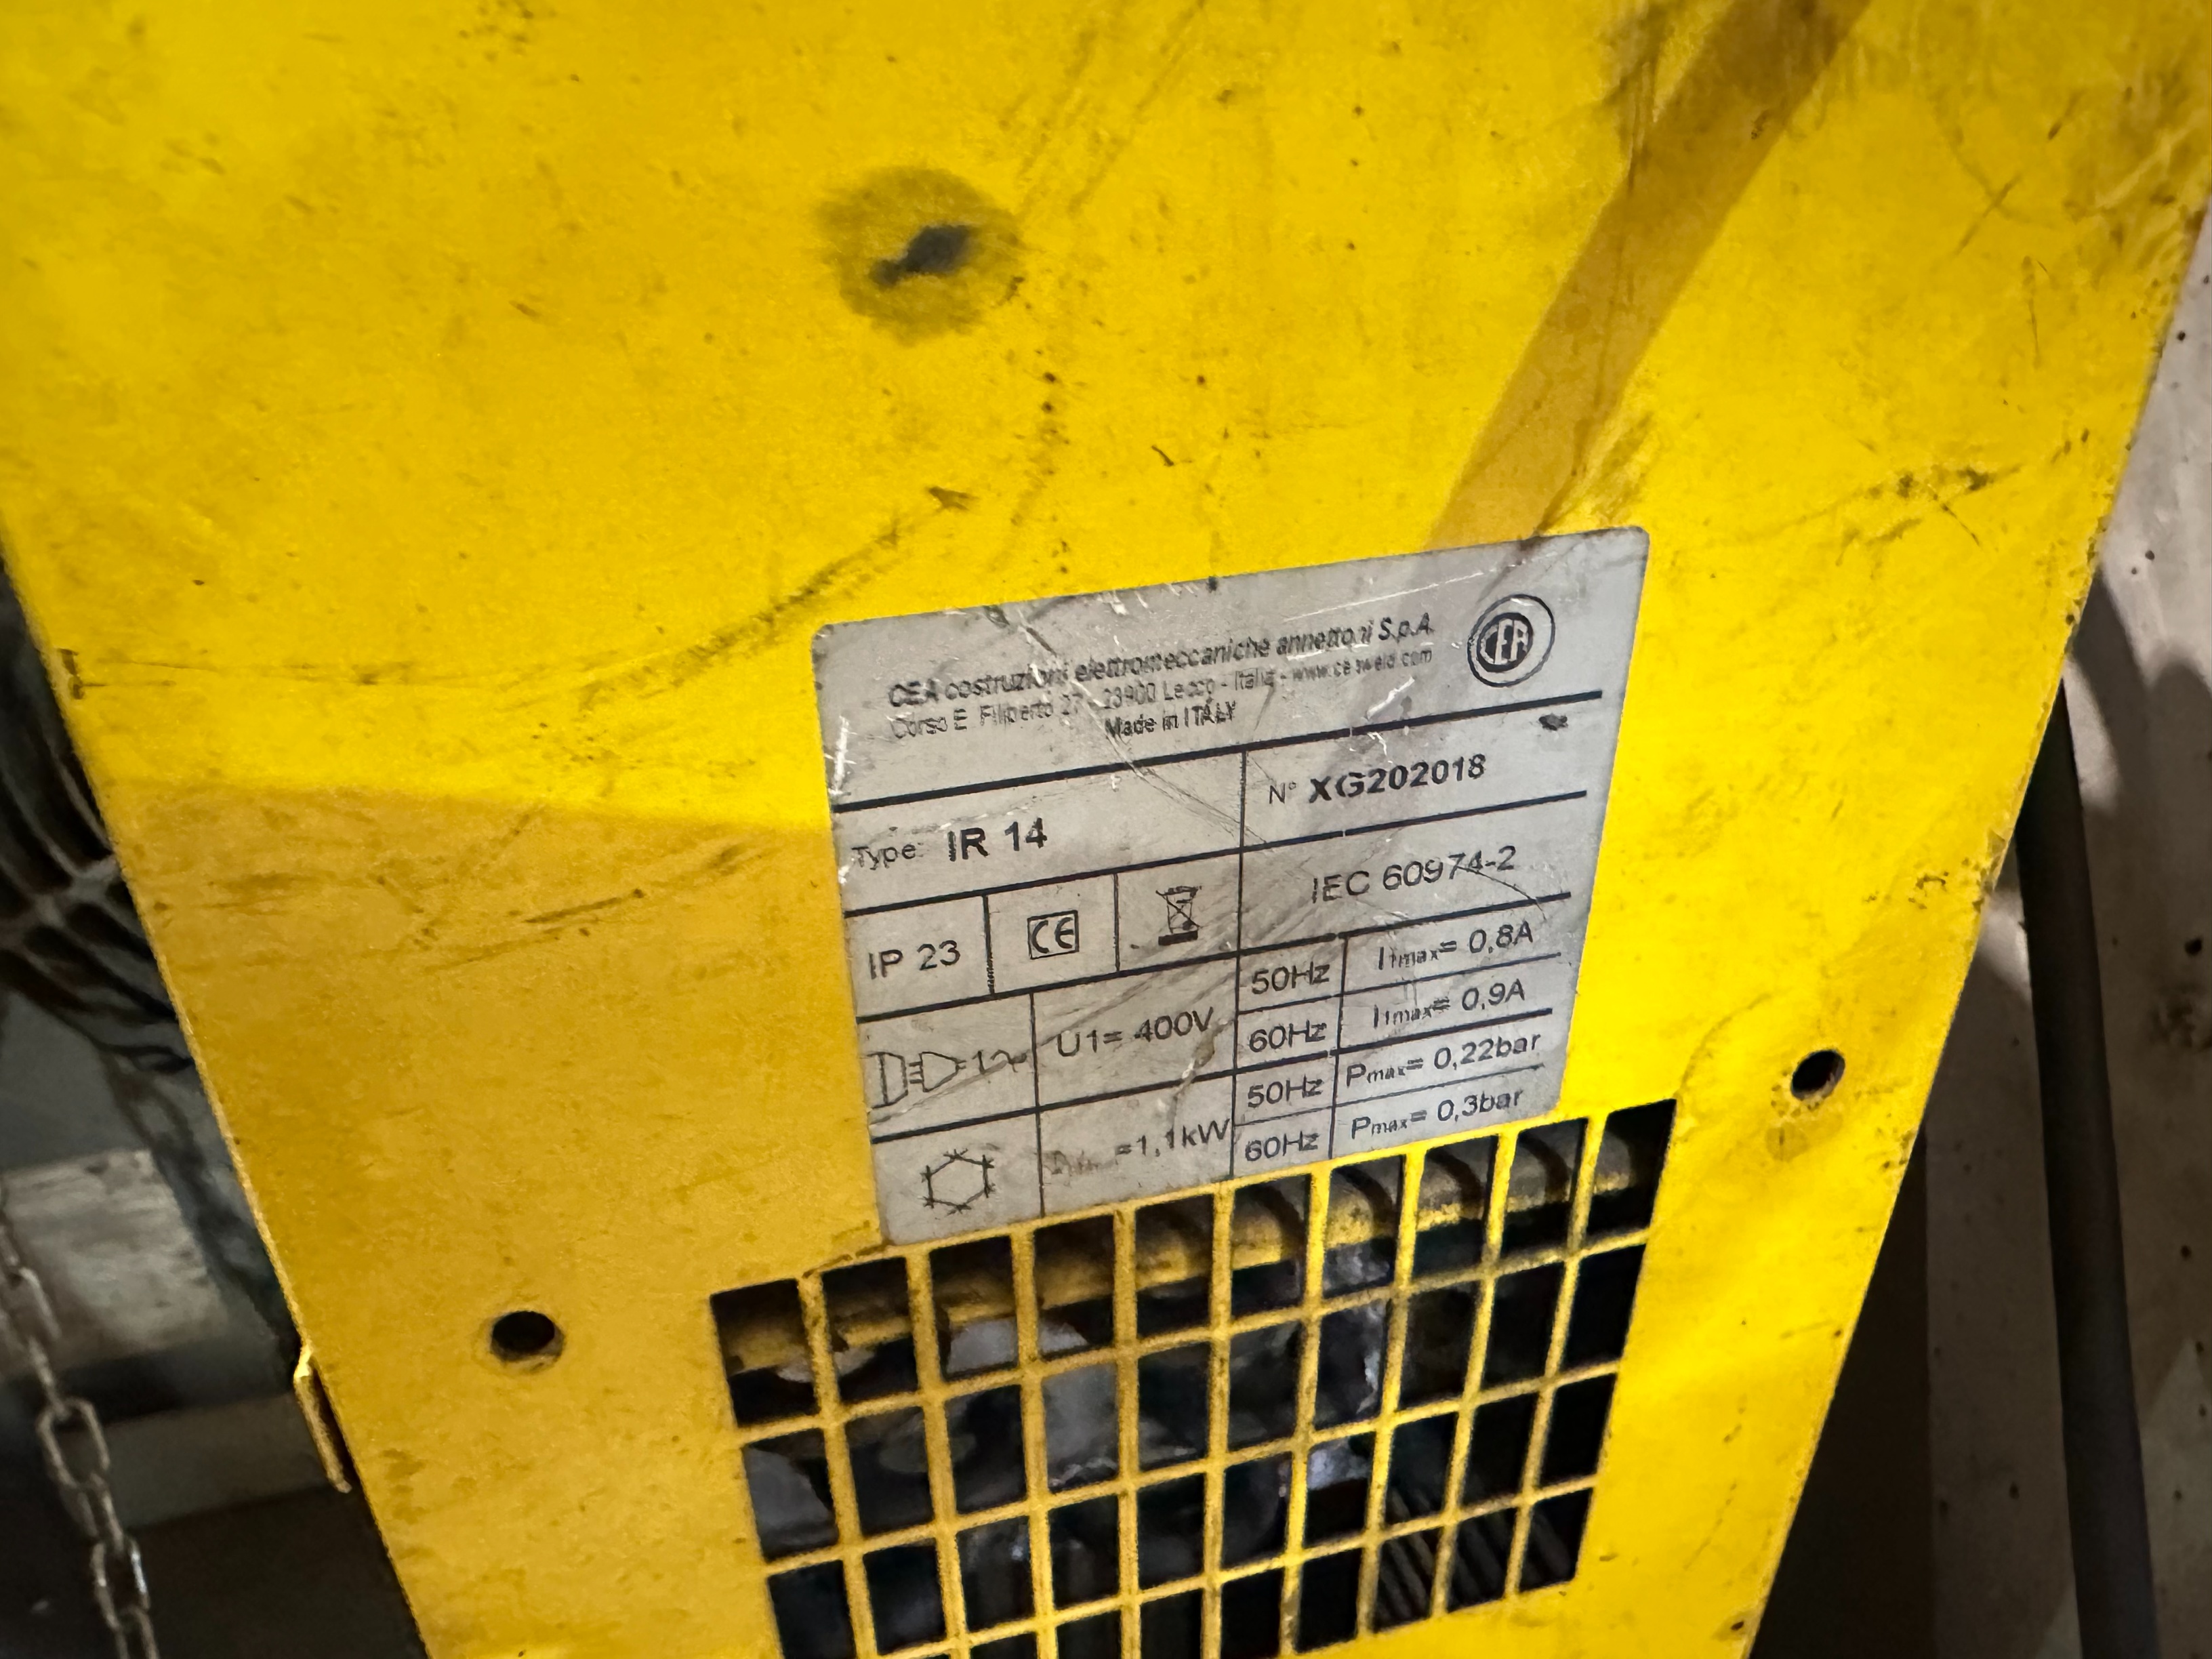 CEA costruzioni elettromeccaniche annettoni S.p.A.
Corso E. Filiberto 27 - 23900 Lecco - Italia - www.ceaweld.com
Made in ITALY
CEA
Type: IR 14
N° XG202018
IP 23
CE
IEC 60974-2
1~
U1= 400V
50Hz
I1max= 0,8A
60Hz
I1max= 0,9A
=1,1kW
50Hz
Pmax= 0,22bar
60Hz
Pmax= 0,3bar